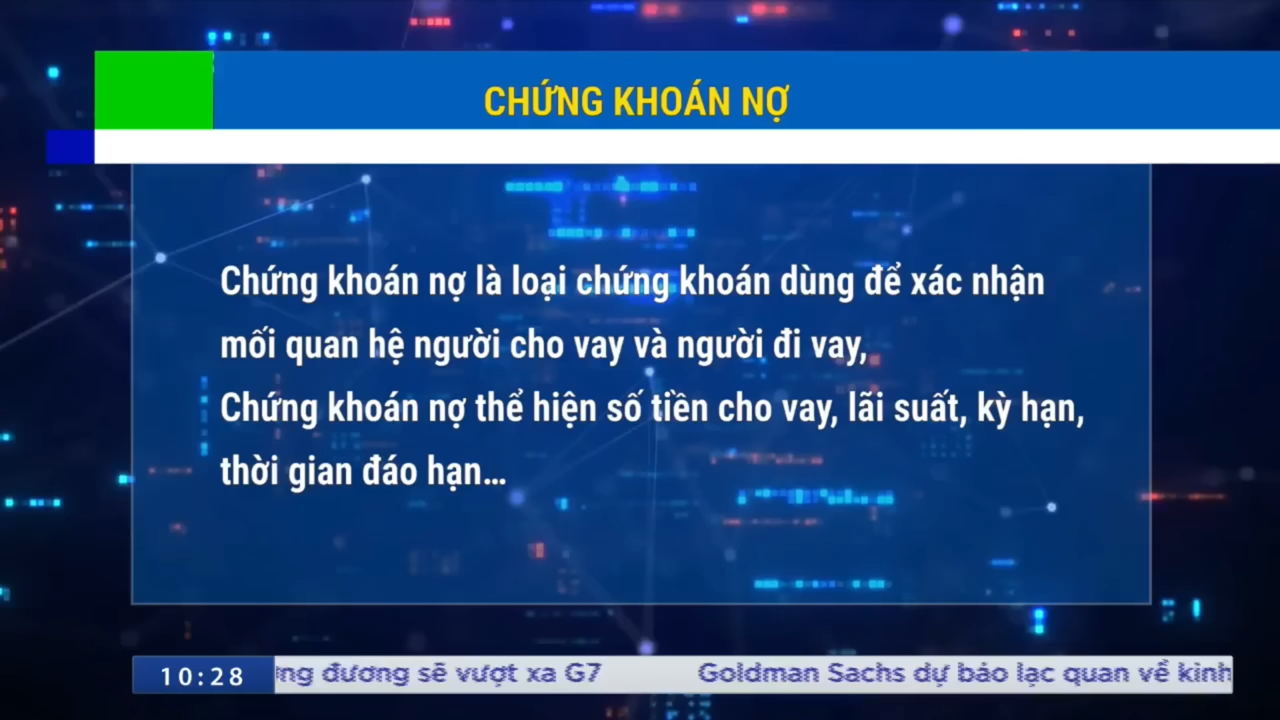 CHỨNG KHOÁN NỢ
Chứng khoán nợ là loại chứng khoán dùng để xác nhận
mối quan hệ người cho vay và người đi vay,
Chứng khoán nợ thể hiện số tiền cho vay, lãi suất, kỳ hạn,
thời gian đáo hạn...
10:28
đương sẽ vượt xa G7 Goldman Sachs dự báo lạc quan về kinh